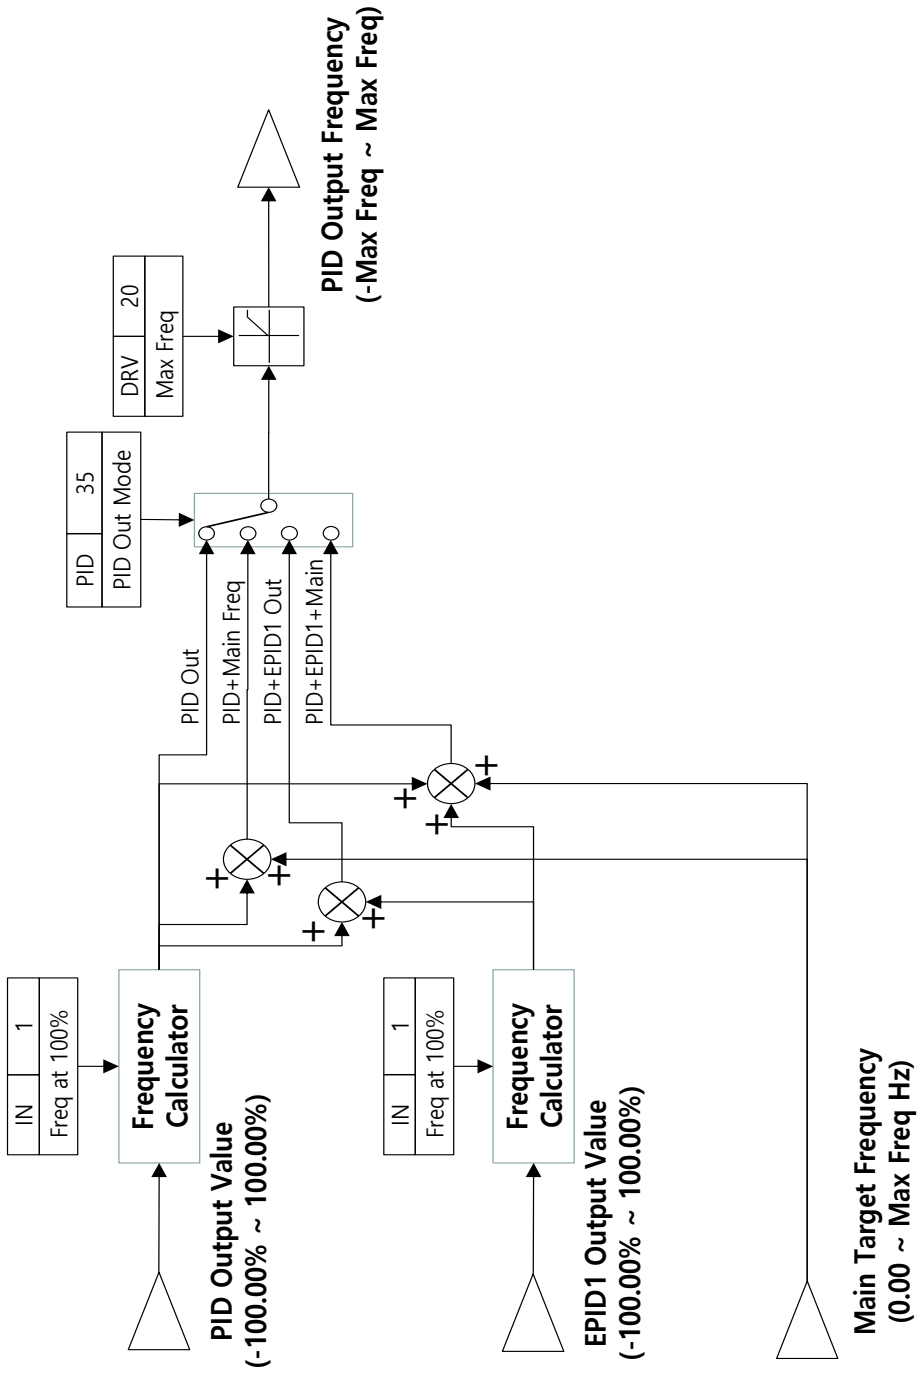 IN 1
Freq at 100%
Frequency
Calculator
PID Output Value
(-100.00% ~ 100.00%)
IN 1
Freq at 100%
Frequency
Calculator
EPID1 Output Value
(-100.00% ~ 100.00%)
Main Target Frequency
(0.00 ~ Max Freq Hz)
+
+
+
+
+
+
+
PID Out
PID+Main Freq
PID+EPID1 Out
PID+EPID1+Main
PID 35
PID Out Mode
DRV 20
Max Freq
PID Output Frequency
(-Max Freq ~ Max Freq)